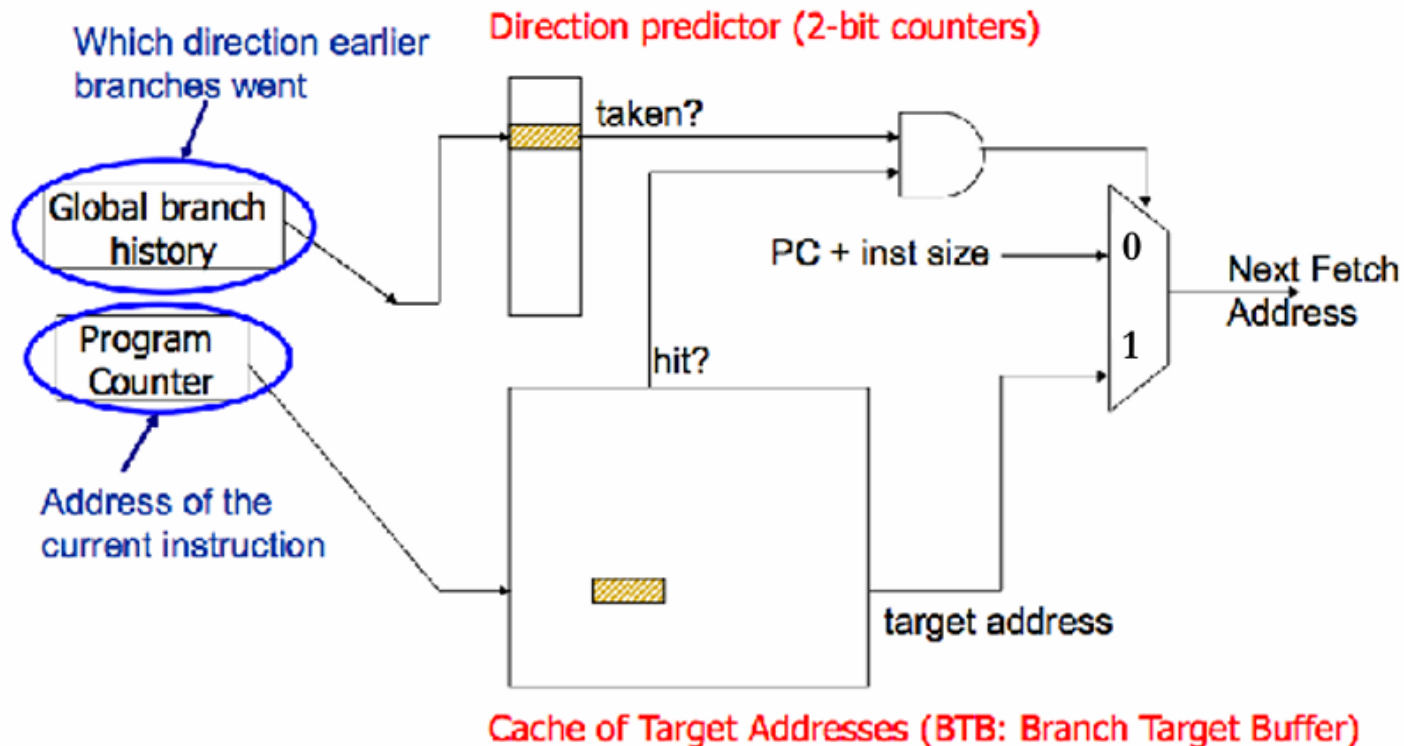 Direction predictor (2-bit counters)
Which direction earlier
branches went
taken?
Global branch
history
PC + inst size
0
1
Next Fetch
Address
Program
Counter
hit?
Address of the
current instruction
target address
Cache of Target Addresses (BTB: Branch Target Buffer)